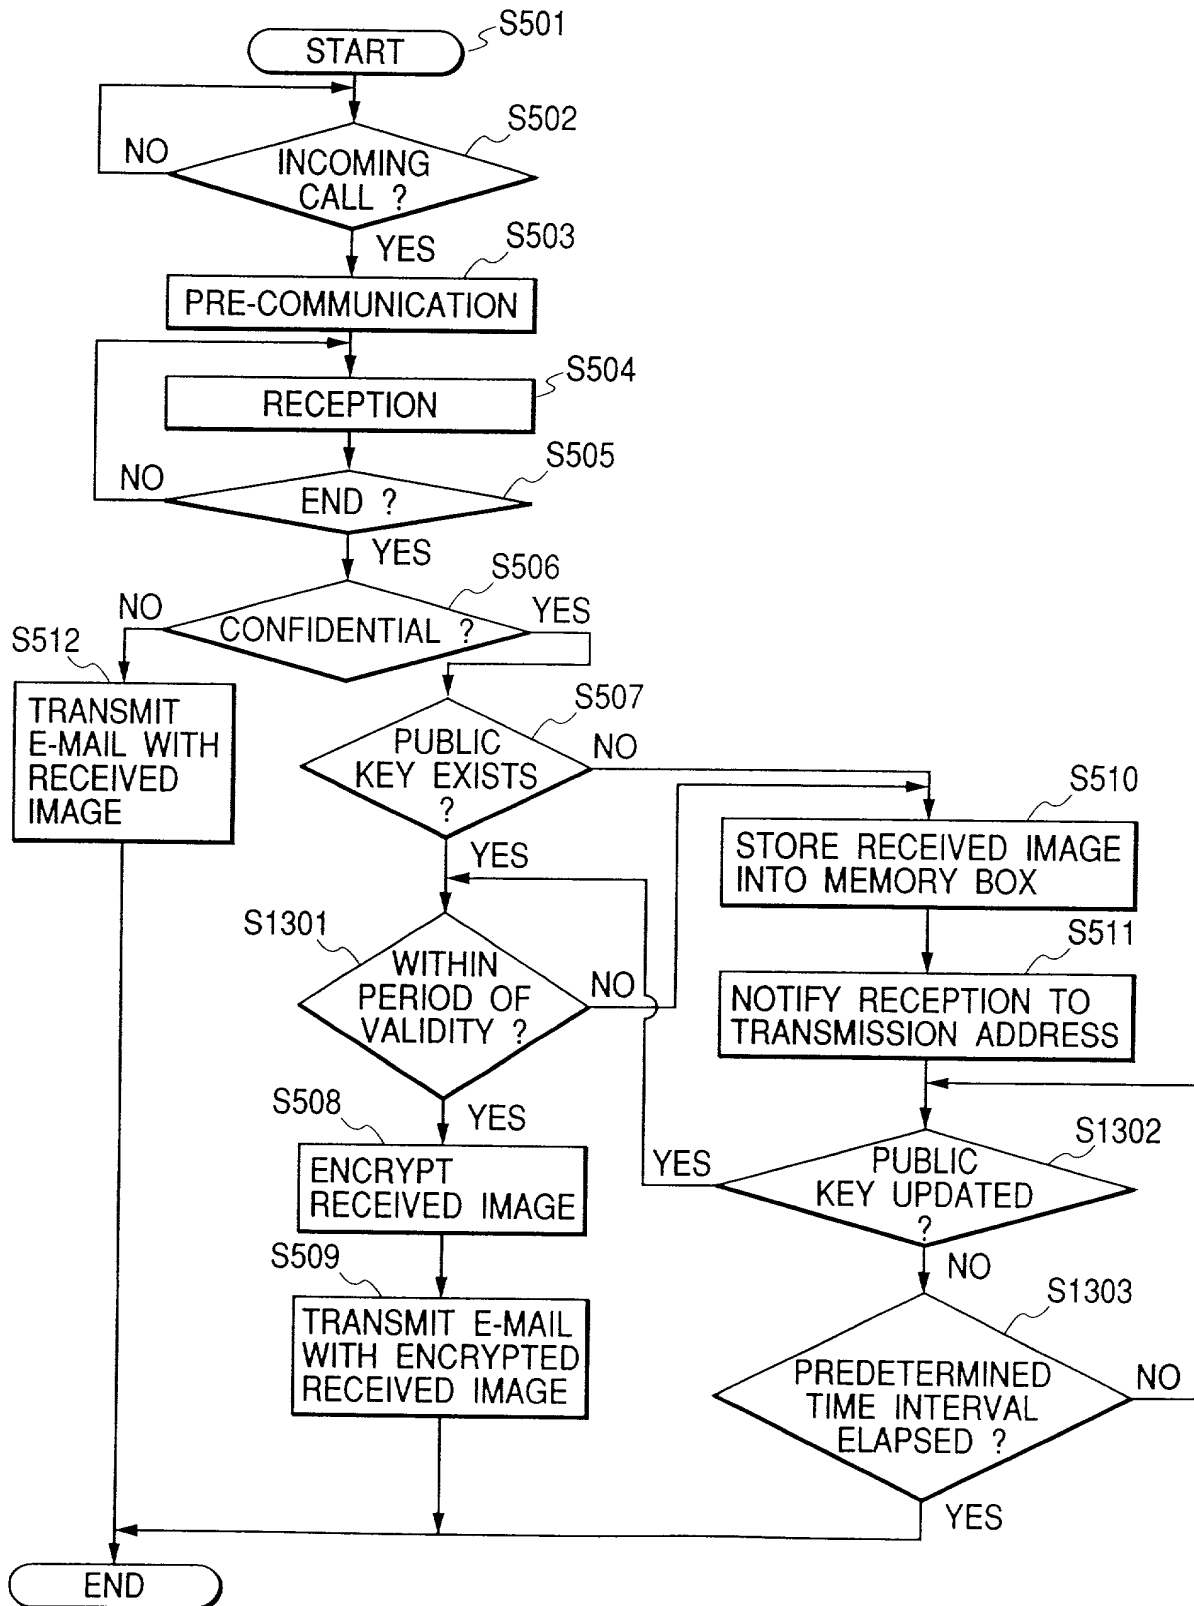 START
S501
S502
NO
INCOMING
CALL ?
YES
S503
PRE-COMMUNICATION
S504
RECEPTION
S505
NO
END ?
YES
S506
NO
YES
CONFIDENTIAL ?
S512
TRANSMIT
E-MAIL WITH
RECEIVED
IMAGE
S507
PUBLIC
KEY EXISTS
?
NO
YES
S510
STORE RECEIVED IMAGE
INTO MEMORY BOX
S511
NOTIFY RECEPTION TO
TRANSMISSION ADDRESS
S1301
WITHIN
PERIOD OF
VALIDITY ?
NO
YES
S508
ENCRYPT
RECEIVED IMAGE
S509
TRANSMIT E-MAIL
WITH ENCRYPTED
RECEIVED IMAGE
S1302
YES
PUBLIC
KEY UPDATED
?
NO
S1303
PREDETERMINED
TIME INTERVAL
ELAPSED ?
NO
YES
END